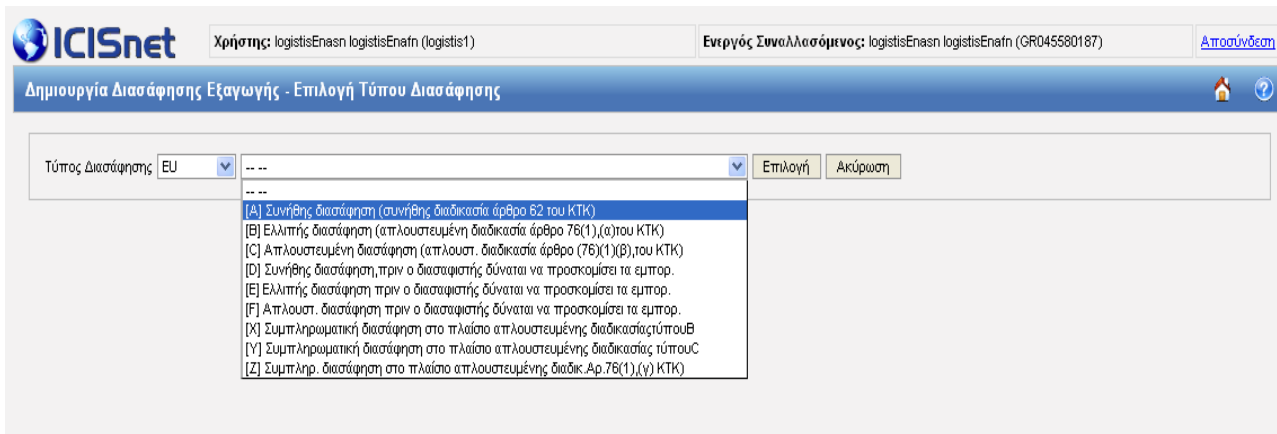 ICISnet
Χρήστης: logistisEnasn logistisEnafn (logistis1)
Ενεργός Συναλλασόμενος: logistisEnasn logistisEnafn (GR045580187)
Αποσύνδεση
Δημιουργία Διασάφησης Εξαγωγής - Επιλογή Τύπου Διασάφησης
Τύπος Διασάφησης EU -- -- Επιλογή Ακύρωση
-- --
[A] Συνήθης διασάφηση (συνήθης διαδικασία άρθρο 62 του ΚΤΚ)
[B] Ελλιπής διασάφηση (απλουστευμένη διαδικασία άρθρο 76(1),(α)του ΚΤΚ)
[C] Απλουστευμένη διασάφηση (απλουστ. διαδικασία άρθρο (76)(1)(β),του ΚΤΚ)
[D] Συνήθης διασάφηση,πριν ο διασαφιστής δύναται να προσκομίσει τα εμπορ.
[E] Ελλιπής διασάφηση πριν ο διασαφιστής δύναται να προσκομίσει τα εμπορ.
[F] Απλουστ. διασάφηση πριν ο διασαφιστής δύναται να προσκομίσει τα εμπορ.
[X] Συμπληρωματική διασάφηση στο πλαίσιο απλουστευμένης διαδικασίαςτύπουB
[Y] Συμπληρωματική διασάφηση στο πλαίσιο απλουστευμένης διαδικασίας τύπουC
[Z] Συμπληρ. διασάφηση στο πλαίσιο απλουστευμένης διαδικ.Αρ.76(1),(γ) ΚΤΚ)